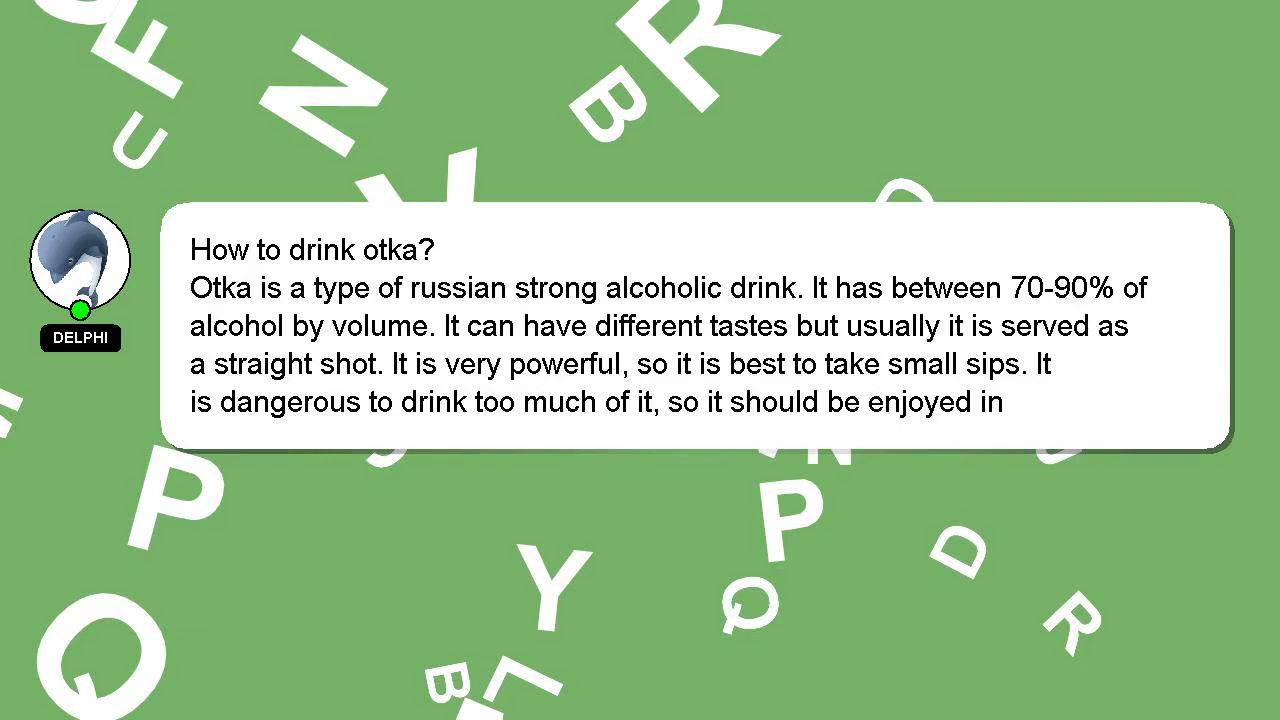 F
N
R
B
U
Y
D
How to drink otka?
Otka is a type of russian strong alcoholic drink. It has between 70-90% of
alcohol by volume. It can have different tastes but usually it is served as
a straight shot. It is very powerful, so it is best to take small sips. It
is dangerous to drink too much of it, so it should be enjoyed in
DELPHI
P
N
P
Y
D
Q
R
Q
B
L